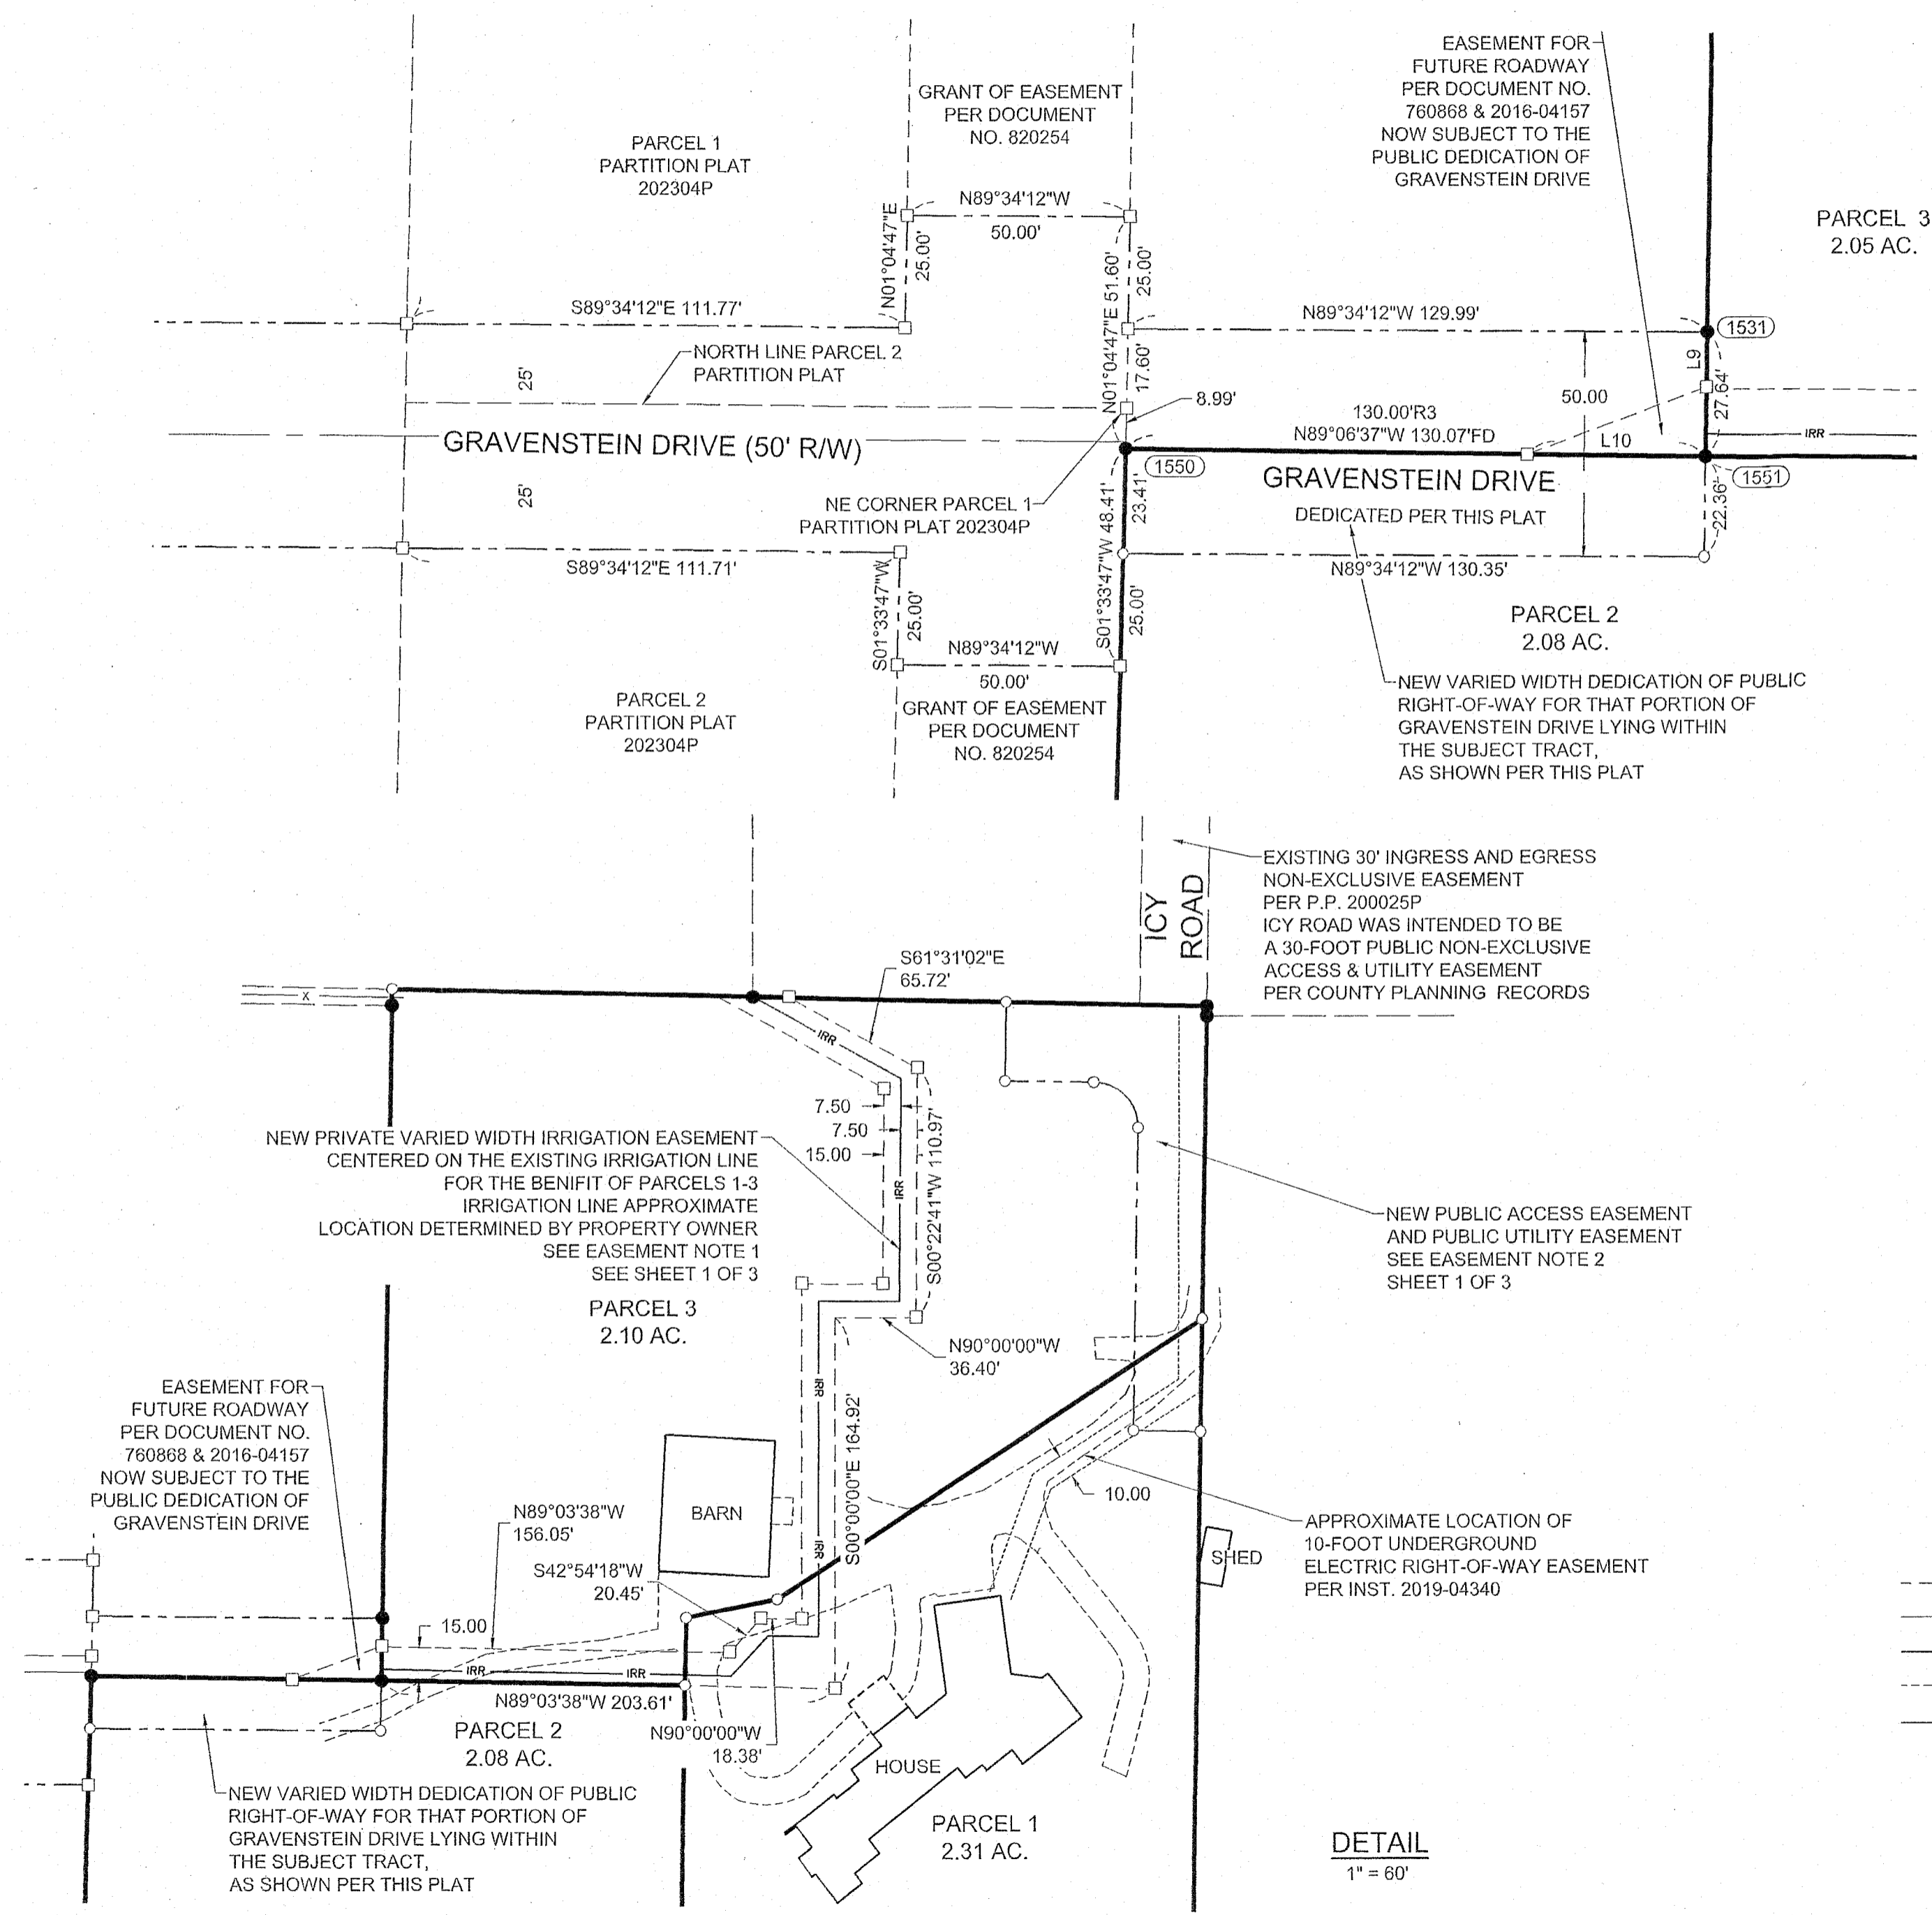 EASEMENT FOR
FUTURE ROADWAY
PER DOCUMENT NO.
760868 & 2016-04157
NOW SUBJECT TO THE
PUBLIC DEDICATION OF
GRAVENSTEIN DRIVE
GRANT OF EASEMENT
PER DOCUMENT
NO. 820254
PARCEL 1
PARTITION PLAT
202304P
N89°34'12"W
50.00'
PARCEL 3
2.05 AC.
N01°04'47"E
25.00'
N01°04'47"E 51.60'
25.00'
17.60'
S89°34'12"E 111.77'
N89°34'12"W 129.99'
1531
L9
27.64'
NORTH LINE PARCEL 2
PARTITION PLAT
25'
8.99'
50.00
130.00'R3
N89°06'37"W 130.07'FD
L10
IRR
GRAVENSTEIN DRIVE (50' R/W)
1550
GRAVENSTEIN DRIVE
1551
25'
NE CORNER PARCEL 1
PARTITION PLAT 202304P
DEDICATED PER THIS PLAT
22.36'
S01°33'47"W 48.41'
23.41'
25.00'
S89°34'12"E 111.71'
S01°33'47"W
25.00'
N89°34'12"W 130.35'
PARCEL 2
2.08 AC.
N89°34'12"W
50.00'
PARCEL 2
PARTITION PLAT
202304P
GRANT OF EASEMENT
PER DOCUMENT
NO. 820254
NEW VARIED WIDTH DEDICATION OF PUBLIC
RIGHT-OF-WAY FOR THAT PORTION OF
GRAVENSTEIN DRIVE LYING WITHIN
THE SUBJECT TRACT,
AS SHOWN PER THIS PLAT
ICY
ROAD
EXISTING 30' INGRESS AND EGRESS
NON-EXCLUSIVE EASEMENT
PER P.P. 200025P
ICY ROAD WAS INTENDED TO BE
A 30-FOOT PUBLIC NON-EXCLUSIVE
ACCESS & UTILITY EASEMENT
PER COUNTY PLANNING RECORDS
S61°31'02"E
65.72'
X
IRR
7.50
7.50
15.00
IRR
S00°22'41"W 110.97'
NEW PRIVATE VARIED WIDTH IRRIGATION EASEMENT
CENTERED ON THE EXISTING IRRIGATION LINE
FOR THE BENIFIT OF PARCELS 1-3
IRRIGATION LINE APPROXIMATE
LOCATION DETERMINED BY PROPERTY OWNER
SEE EASEMENT NOTE 1
SEE SHEET 1 OF 3
NEW PUBLIC ACCESS EASEMENT
AND PUBLIC UTILITY EASEMENT
SEE EASEMENT NOTE 2
SHEET 1 OF 3
PARCEL 3
2.10 AC.
N90°00'00"W
36.40'
IRR
EASEMENT FOR
FUTURE ROADWAY
PER DOCUMENT NO.
760868 & 2016-04157
NOW SUBJECT TO THE
PUBLIC DEDICATION OF
GRAVENSTEIN DRIVE
S00°00'00"E 164.92'
BARN
IRR
10.00
N89°03'38"W
156.05'
APPROXIMATE LOCATION OF
10-FOOT UNDERGROUND
ELECTRIC RIGHT-OF-WAY EASEMENT
PER INST. 2019-04340
SHED
S42°54'18"W
20.45'
15.00
IRR
IRR
N89°03'38"W 203.61'
PARCEL 2
2.08 AC.
N90°00'00"W
18.38'
HOUSE
NEW VARIED WIDTH DEDICATION OF PUBLIC
RIGHT-OF-WAY FOR THAT PORTION OF
GRAVENSTEIN DRIVE LYING WITHIN
THE SUBJECT TRACT,
AS SHOWN PER THIS PLAT
PARCEL 1
2.31 AC.
DETAIL
1" = 60'